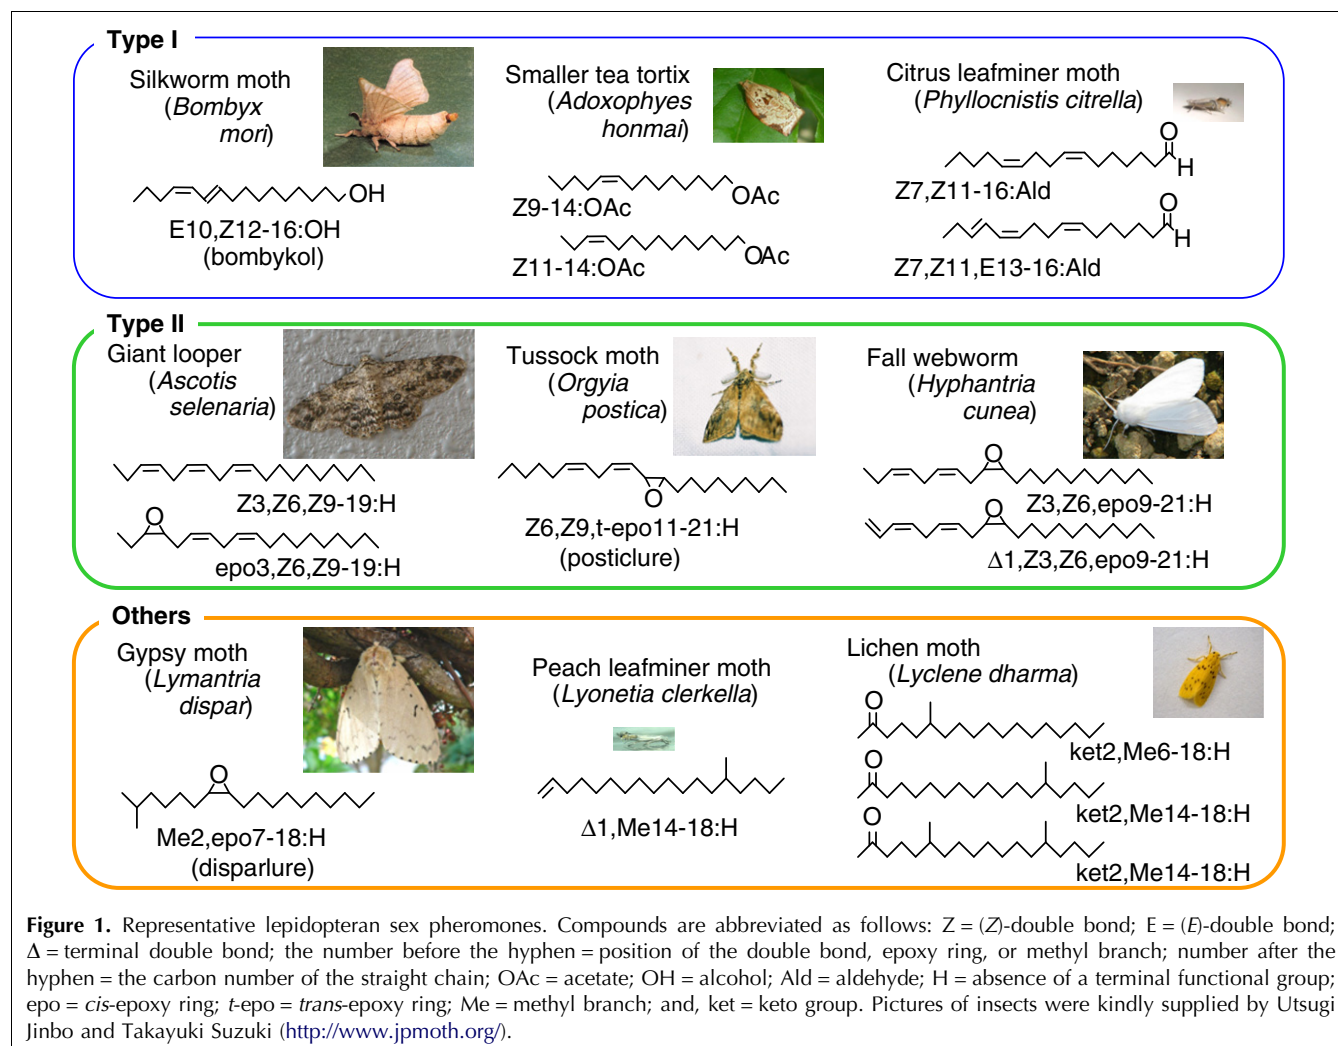 Type I
Silkworm moth
(Bombyx
mori)
OH
E10,Z12-16:OH
(bombykol)
Smaller tea tortix
(Adoxophyes
honmai)
OAc
Z9-14:OAc
OAc
Z11-14:OAc
Citrus leafminer moth
(Phyllocnistis citrella)
O
H
Z7,Z11-16:Ald
O
H
Z7,Z11,E13-16:Ald
Type II
Giant looper
(Ascotis
selenaria)
Z3,Z6,Z9-19:H
O
epo3,Z6,Z9-19:H
Tussock moth
(Orgyia
postica)
O
Z6,Z9,t-epo11-21:H
(posticlure)
Fall webworm
(Hyphantria
cunea)
O
Z3,Z6,epo9-21:H
O
Δ1,Z3,Z6,epo9-21:H
Others
Gypsy moth
(Lymantria
dispar)
O
Me2,epo7-18:H
(disparlure)
Peach leafminer moth
(Lyonetia clerkella)
Δ1,Me14-18:H
Lichen moth
(Lyclene dharma)
O
ket2,Me6-18:H
O
ket2,Me14-18:H
O
ket2,Me14-18:H
Figure 1. Representative lepidopteran sex pheromones. Compounds are abbreviated as follows: Z = (Z)-double bond; E = (E)-double bond;
Δ = terminal double bond; the number before the hyphen = position of the double bond, epoxy ring, or methyl branch; number after the
hyphen = the carbon number of the straight chain; OAc = acetate; OH = alcohol; Ald = aldehyde; H = absence of a terminal functional group;
epo = cis-epoxy ring; t-epo = trans-epoxy ring; Me = methyl branch; and, ket = keto group. Pictures of insects were kindly supplied by Utsugi
Jinbo and Takayuki Suzuki (http://www.jpmoth.org/).